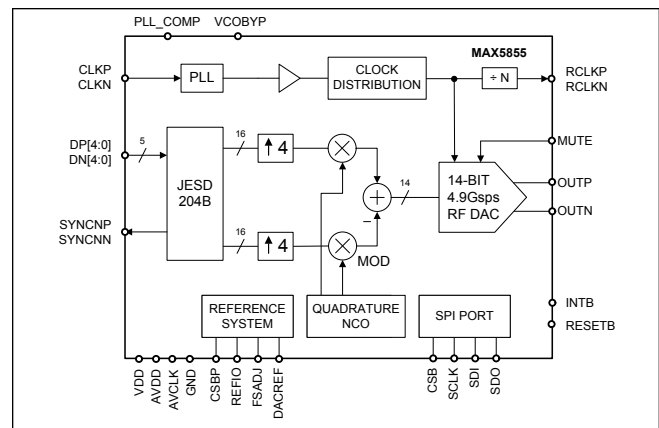 PLL_COMP VCOBYP
MAX5855
CLKP
CLKN
PLL
CLOCK
DISTRIBUTION
÷ N
RCLKP
RCLKN
DP[4:0]
DN[4:0]
5
JESD
204B
16
↑ 4
MUTE
14
14-BIT
4.9Gsps
RF DAC
OUTP
OUTN
–
SYNCNP
SYNCNN
16
↑ 4
MOD
REFERENCE
SYSTEM
QUADRATURE
NCO
SPI PORT
INTB
RESETB
VDD
AVDD
AVCLK
GND
CSBP
REFIO
FSADJ
DACREF
CSB
SCLK
SDI
SDO